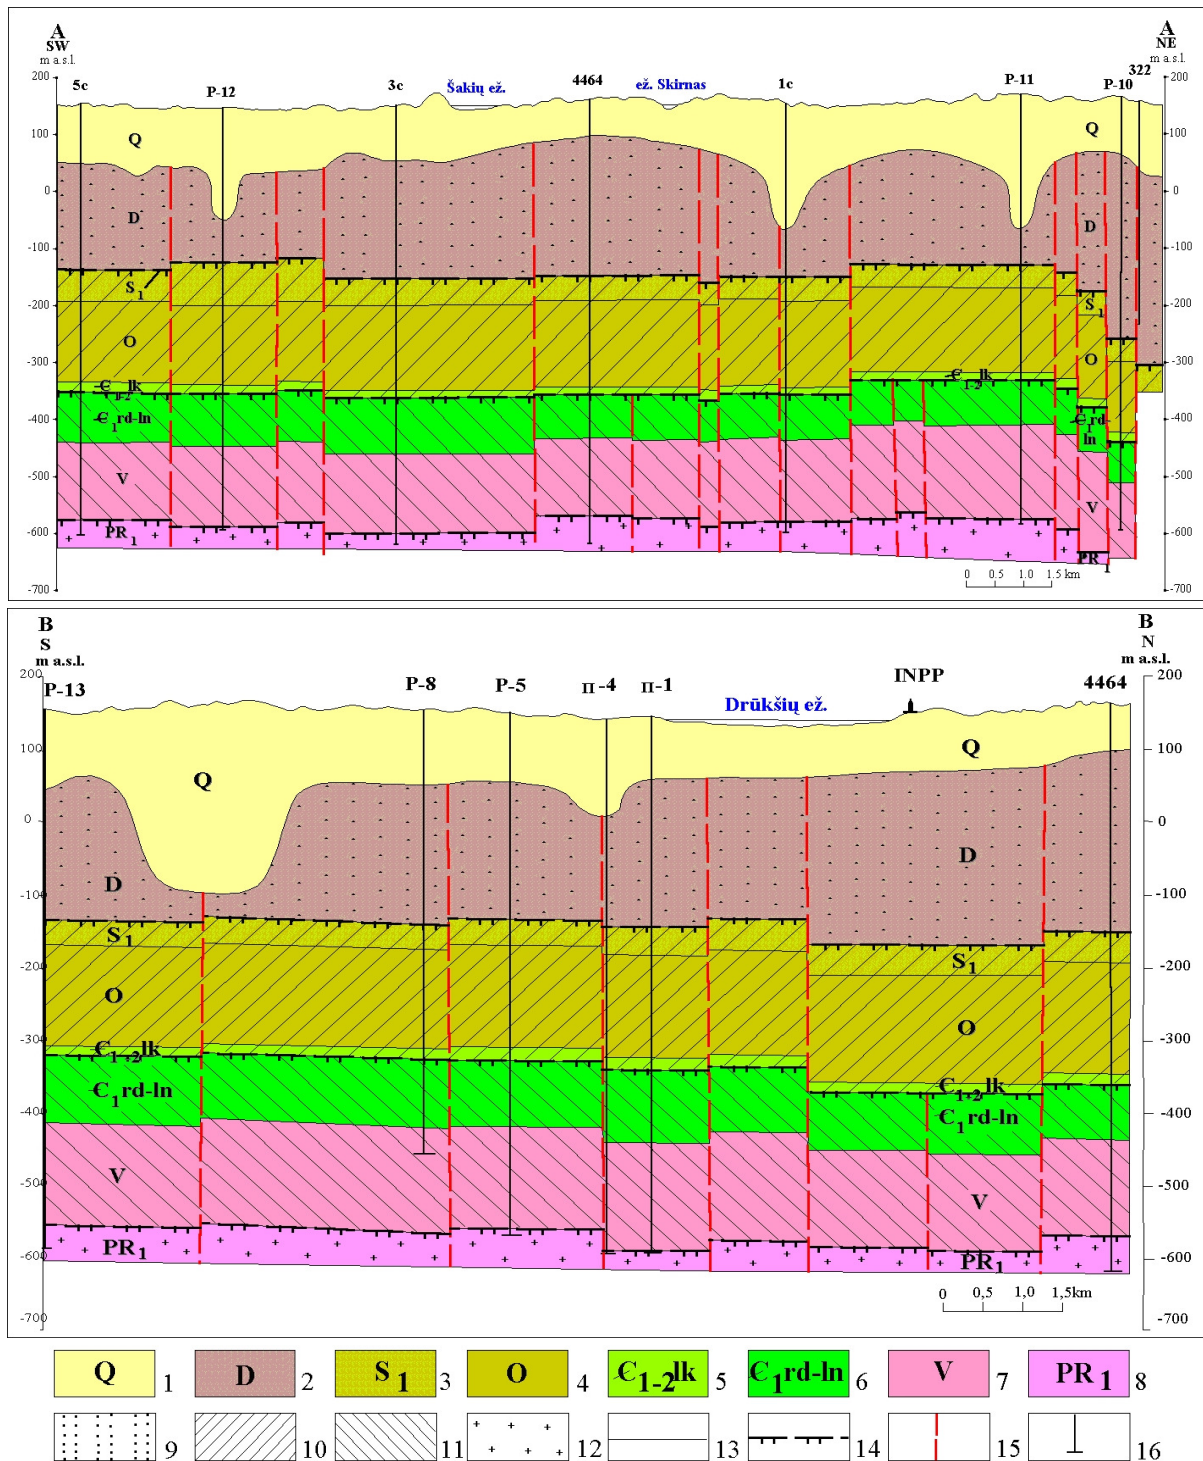 A A
SW NE
m a.s.l. m a.s.l.
5c P-12 3c Šakių ež. 4464 ež. Skirnas 1c P-11 P-10 322
200 200
100 100
0 0
-100 -100
-200 -200
-300 -300
-400 -400
-500 -500
-600 -600
-700 -700
Q Q
D D
S1 S1
O O
Є1-2lk Є1-2lk
Є1rd-ln Є1rd-ln
V V
PR1 PR1
0 0.5 1.0 1.5 km
B B
S N
m a.s.l. m a.s.l.
P-13 P-8 P-5 п-4 п-1 Drūkšių ež. INPP 4464
200 200
100 100
0 0
-100 -100
-200 -200
-300 -300
-400 -400
-500 -500
-600 -600
-700 -700
Q Q
D D
S1 S1
O O
Є1-2lk Є1-2lk
Є1rd-ln Є1rd-ln
V V
PR1 PR1
0 0,5 1,0 1,5km
Q 1 D 2 S1 3 O 4 Є1-2lk 5 Є1rd-ln 6 V 7 PR1 8
9 10 11 12 13 14 15 16